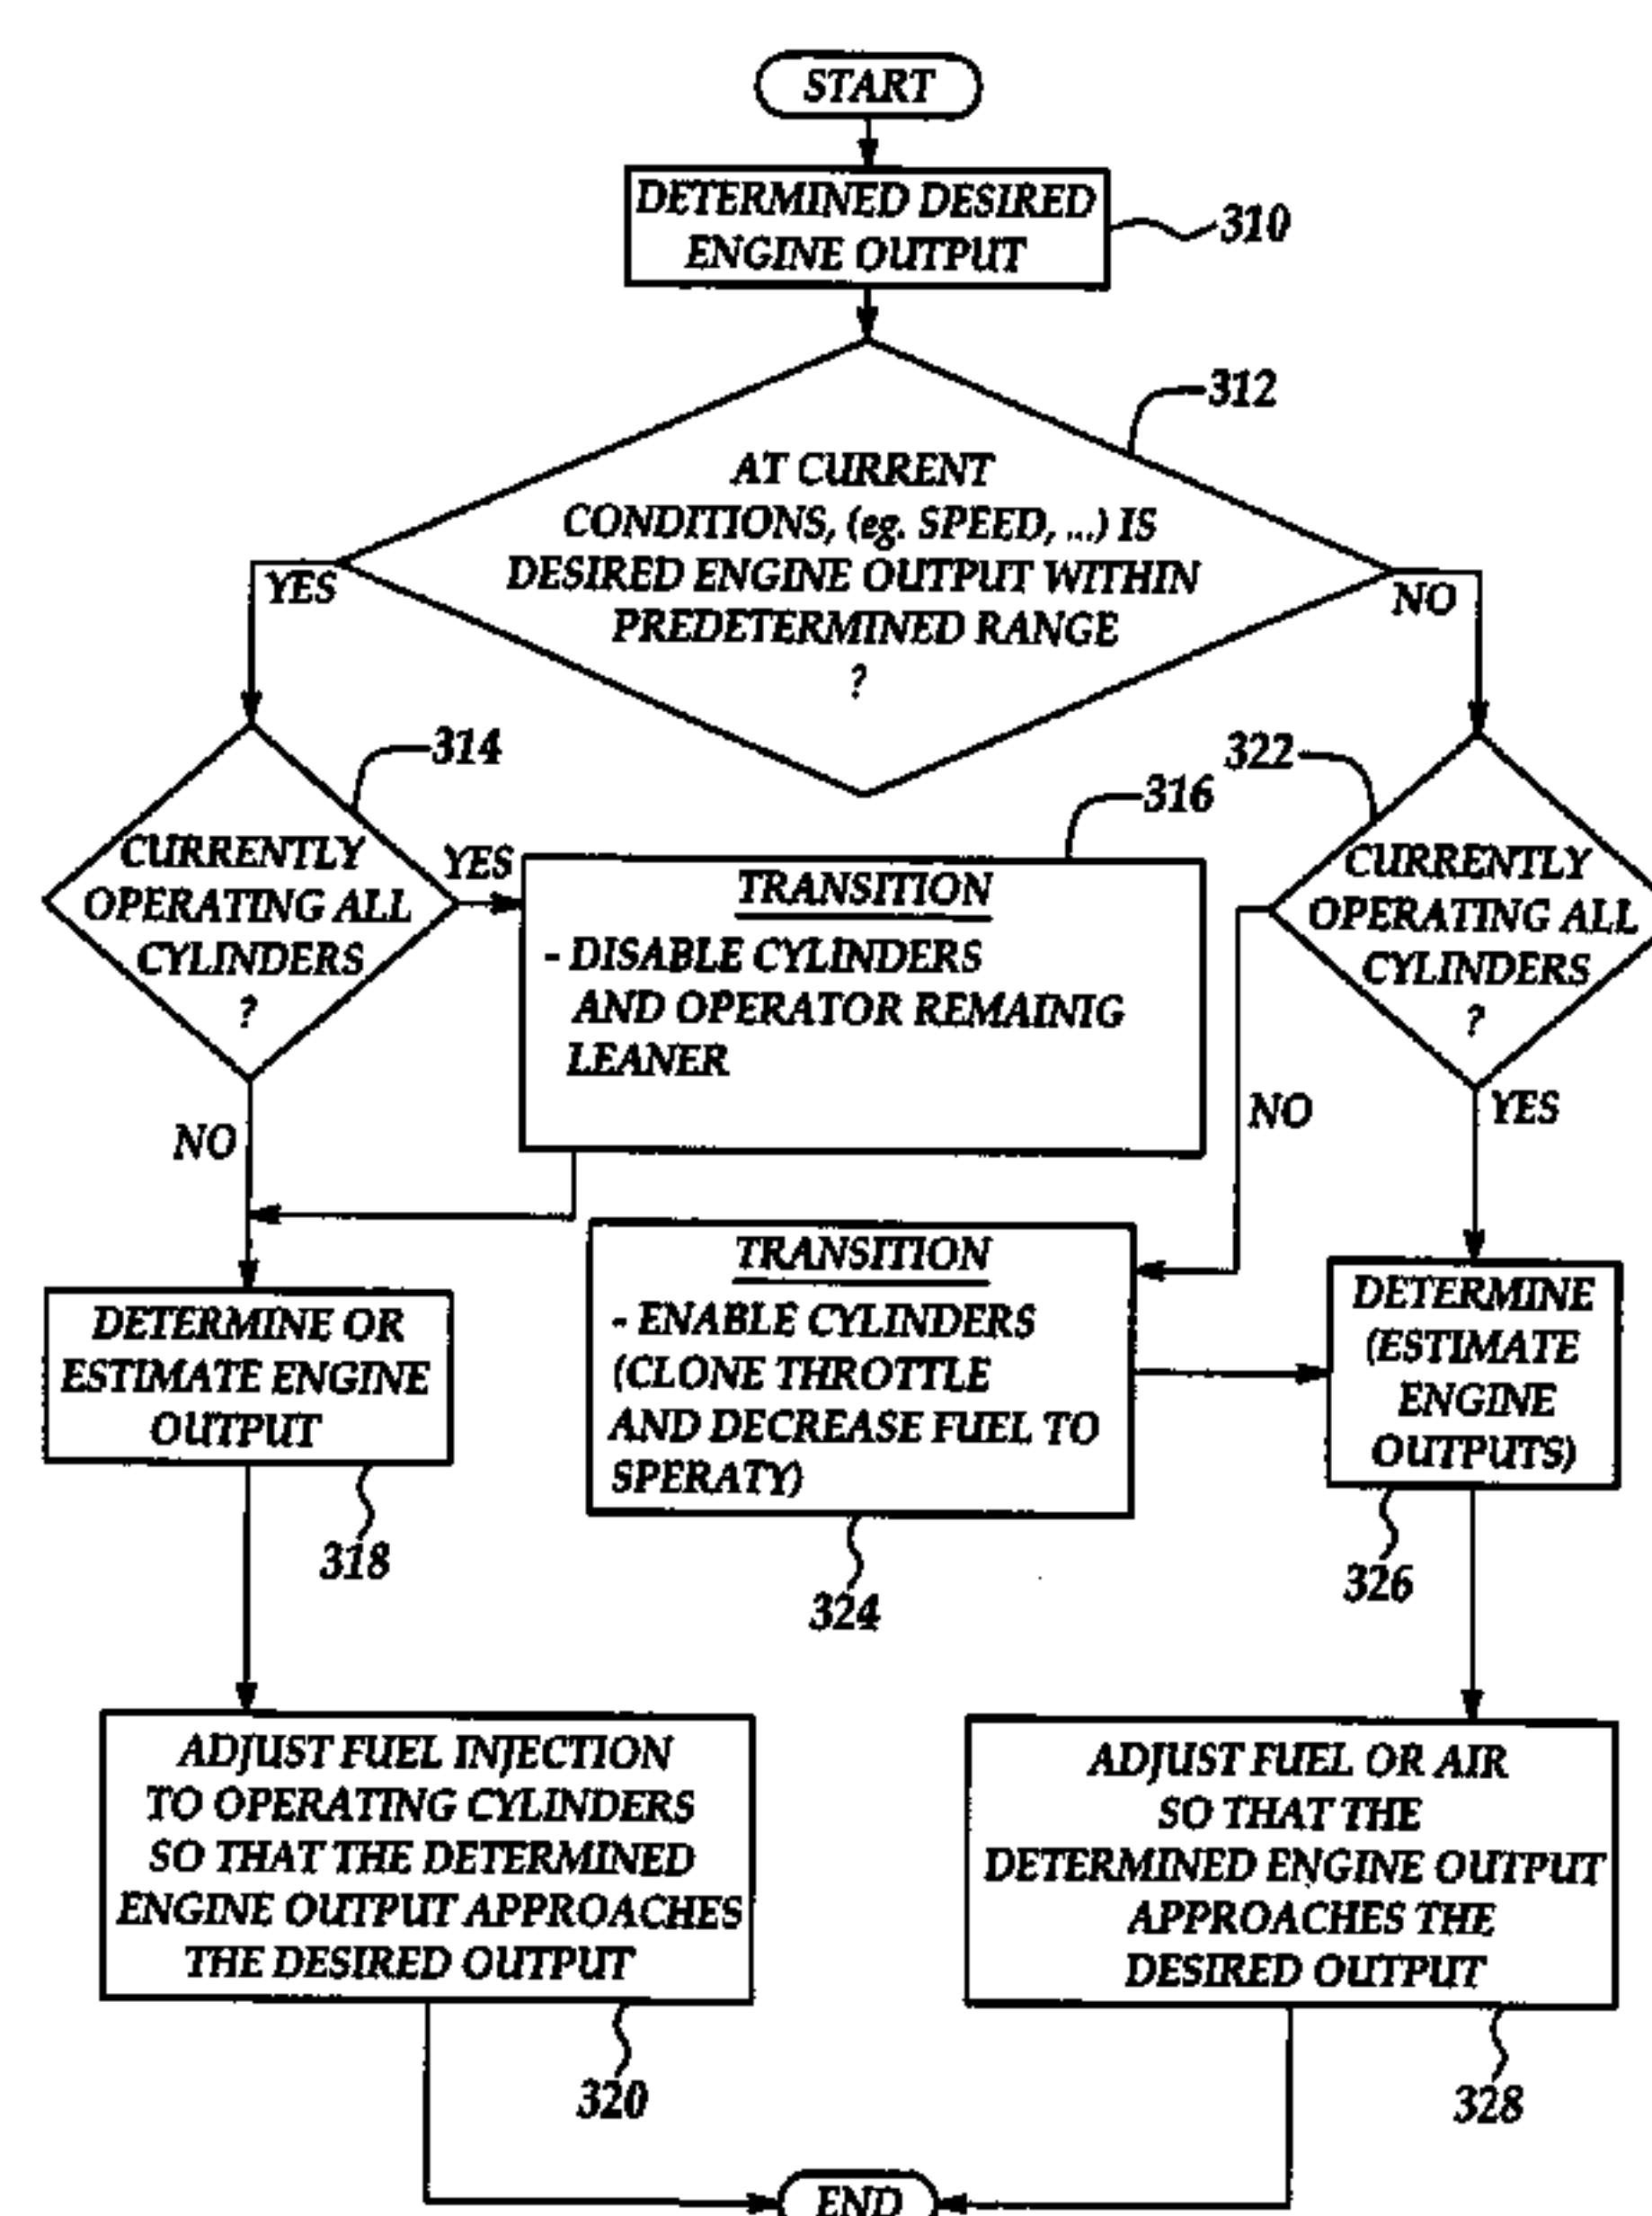 START
DETERMINED DESIRED
ENGINE OUTPUT
310
312
AT CURRENT
CONDITIONS, (eg. SPEED, ...) IS
DESIRED ENGINE OUTPUT WITHIN
PREDETERMINED RANGE
?
YES
NO
314
CURRENTLY
OPERATING ALL
CYLINDERS
?
YES
NO
316
TRANSITION
- DISABLE CYLINDERS
AND OPERATOR REMAINIG
LEANER
322
CURRENTLY
OPERATING ALL
CYLINDERS
?
NO
YES
TRANSITION
- ENABLE CYLINDERS
(CLONE THROTTLE
AND DECREASE FUEL TO
SPERATY)
324
DETERMINE OR
ESTIMATE ENGINE
OUTPUT
318
DETERMINE
(ESTIMATE
ENGINE
OUTPUTS)
326
ADJUST FUEL INJECTION
TO OPERATING CYLINDERS
SO THAT THE DETERMINED
ENGINE OUTPUT APPROACHES
THE DESIRED OUTPUT
320
ADJUST FUEL OR AIR
SO THAT THE
DETERMINED ENGINE OUTPUT
APPROACHES THE
DESIRED OUTPUT
328
END